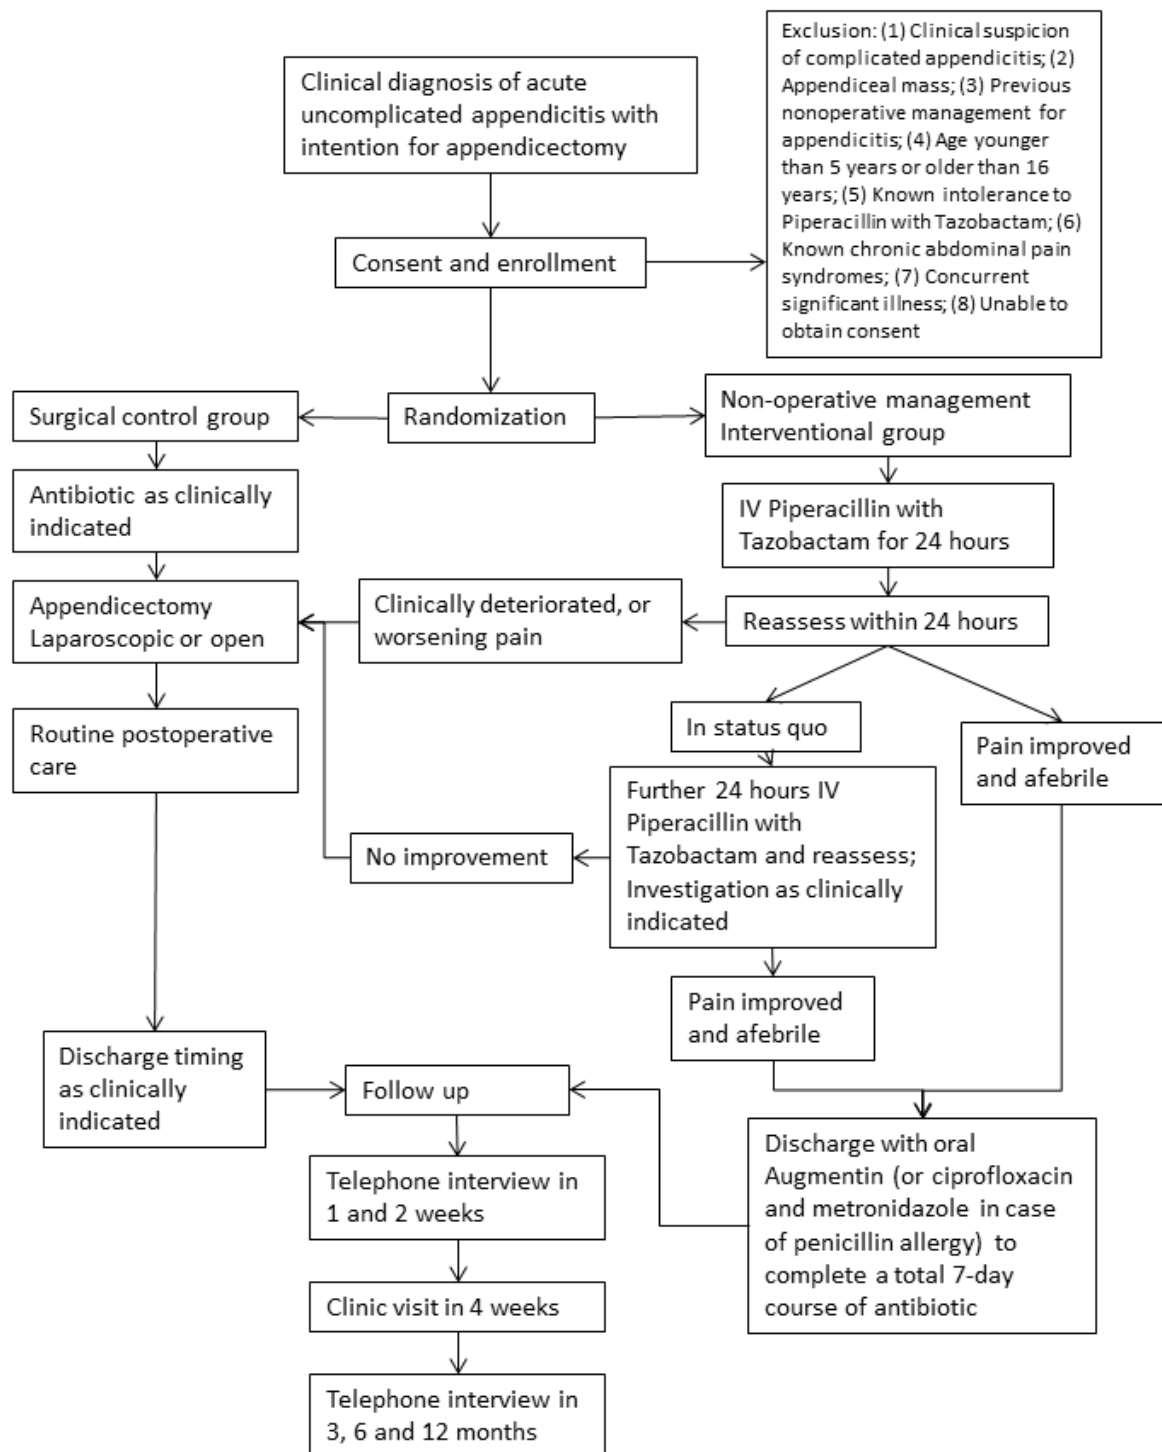 Clinical diagnosis of acute
uncomplicated appendicitis with
intention for appendicectomy
Exclusion: (1) Clinical suspicion
of complicated appendicitis; (2)
Appendiceal mass; (3) Previous
nonoperative management for
appendicitis; (4) Age younger
than 5 years or older than 16
years; (5) Known intolerance to
Piperacillin with Tazobactam; (6)
Known chronic abdominal pain
syndromes; (7) Concurrent
significant illness; (8) Unable to
obtain consent
Consent and enrollment
Randomization
Surgical control group
Non-operative management
Interventional group
Antibiotic as clinically
indicated
IV Piperacillin with
Tazobactam for 24 hours
Appendicectomy
Laparoscopic or open
Clinically deteriorated, or
worsening pain
Reassess within 24 hours
Routine postoperative
care
In status quo
Pain improved
and afebrile
Further 24 hours IV
Piperacillin with
Tazobactam and reassess;
Investigation as clinically
indicated
No improvement
Pain improved
and afebrile
Discharge timing
as clinically
indicated
Follow up
Discharge with oral
Augmentin (or ciprofloxacin
and metronidazole in case
of penicillin allergy) to
complete a total 7-day
course of antibiotic
Telephone interview in
1 and 2 weeks
Clinic visit in 4 weeks
Telephone interview in
3, 6 and 12 months